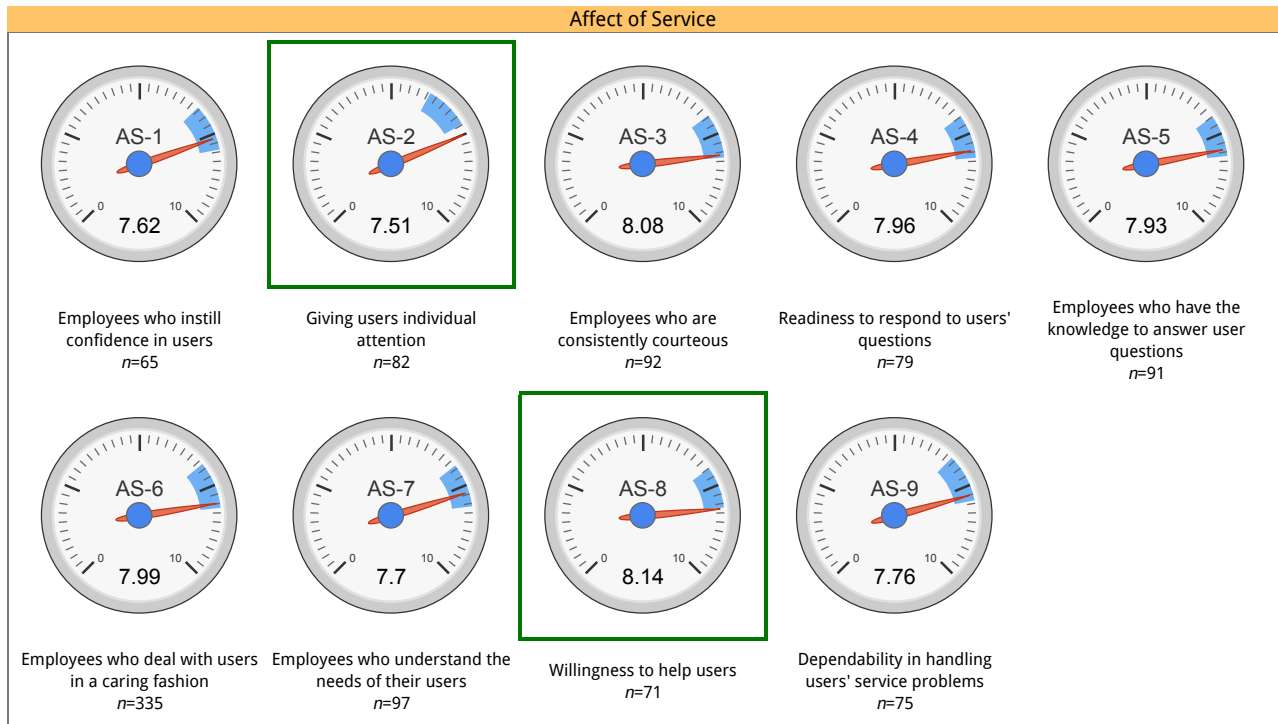 Affect of Service
AS-1
0 10
7.62
Employees who instill
confidence in users
n=65
AS-2
0 10
7.51
Giving users individual
attention
n=82
AS-3
0 10
8.08
Employees who are
consistently courteous
n=92
AS-4
0 10
7.96
Readiness to respond to users'
questions
n=79
AS-5
0 10
7.93
Employees who have the
knowledge to answer user
questions
n=91
AS-6
0 10
7.99
Employees who deal with users
in a caring fashion
n=335
AS-7
0 10
7.7
Employees who understand the
needs of their users
n=97
AS-8
0 10
8.14
Willingness to help users
n=71
AS-9
0 10
7.76
Dependability in handling
users' service problems
n=75